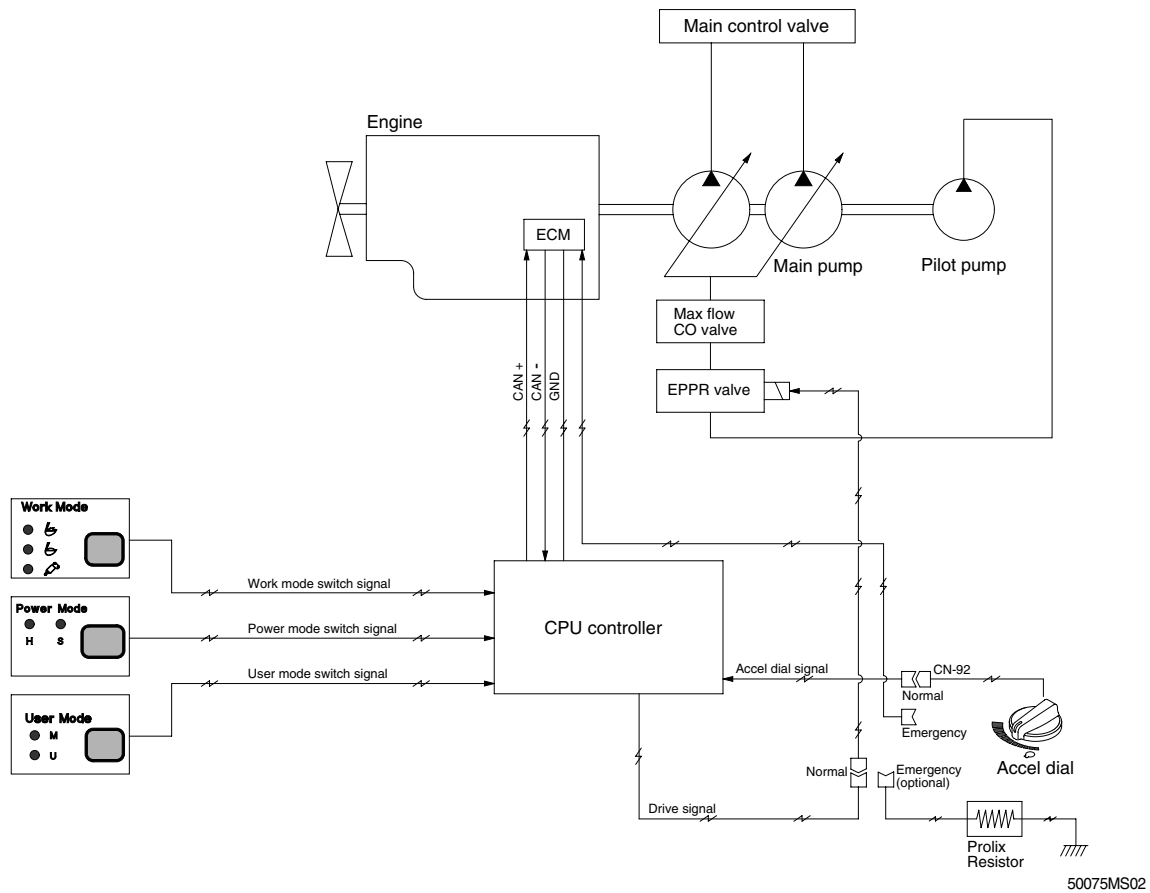 Main control valve
Engine
ECM
Main pump
Pilot pump
Max flow
CO valve
EPPR valve
CAN +
CAN -
GND
Work Mode
Power Mode
H S
User Mode
M
U
Work mode switch signal
Power mode switch signal
User mode switch signal
CPU controller
Accel dial signal
CN-92
Normal
Emergency
Accel dial
Normal
Emergency
(optional)
Drive signal
Prolix
Resistor
50075MS02